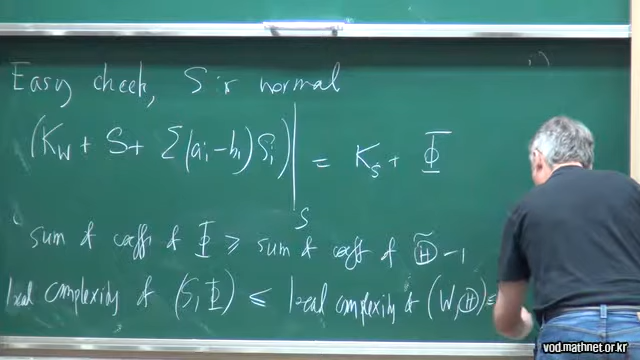 Easy check, S is normal
(K_W + S + Σ(a_i - b_i) S_i)|_S = K_S + Φ
sum of coeffs of Φ ⩾ sum of coeff of Θ̃ - 1
local complexity of (S, Φ) ≤ local complexity of (W, Θ) =
vod.mathnet.or.kr